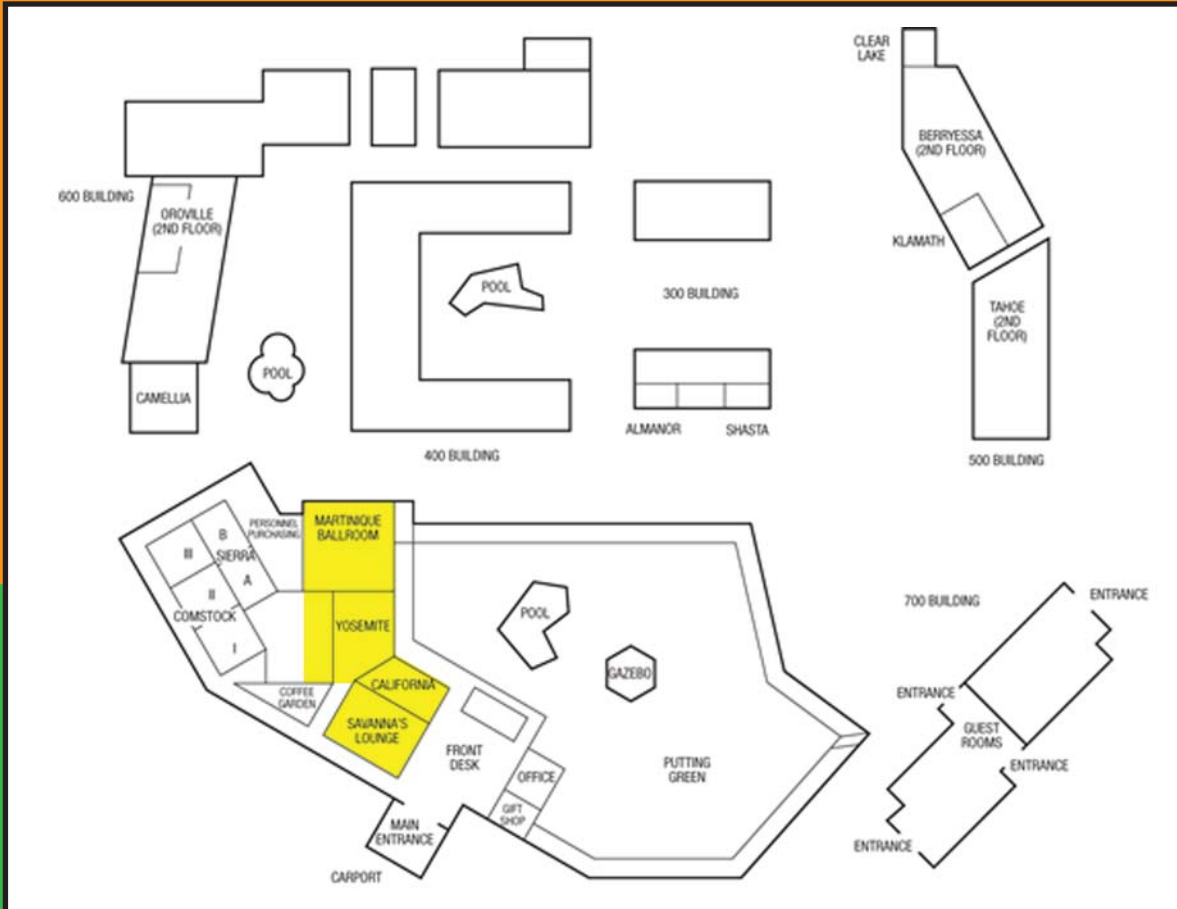 CLEAR
LAKE
BERRYESSA
(2ND FLOOR)
600 BUILDING
OROVILLE
(2ND FLOOR)
KLAMATH
POOL
300 BUILDING
TAHOE
(2ND
FLOOR)
POOL
CAMELLIA
ALMANOR
SHASTA
400 BUILDING
500 BUILDING
PERSONNEL
PURCHASING
MARTINIQUE
BALLROOM
B
III
SIERRA
A
II
COMSTOCK
I
YOSEMITE
POOL
700 BUILDING
ENTRANCE
GAZEBO
CALIFORNIA
COFFEE
GARDEN
SAVANNA'S
LOUNGE
ENTRANCE
GUEST
ROOMS
FRONT
DESK
PUTTING
GREEN
ENTRANCE
OFFICE
GIFT
SHOP
MAIN
ENTRANCE
ENTRANCE
CARPORT